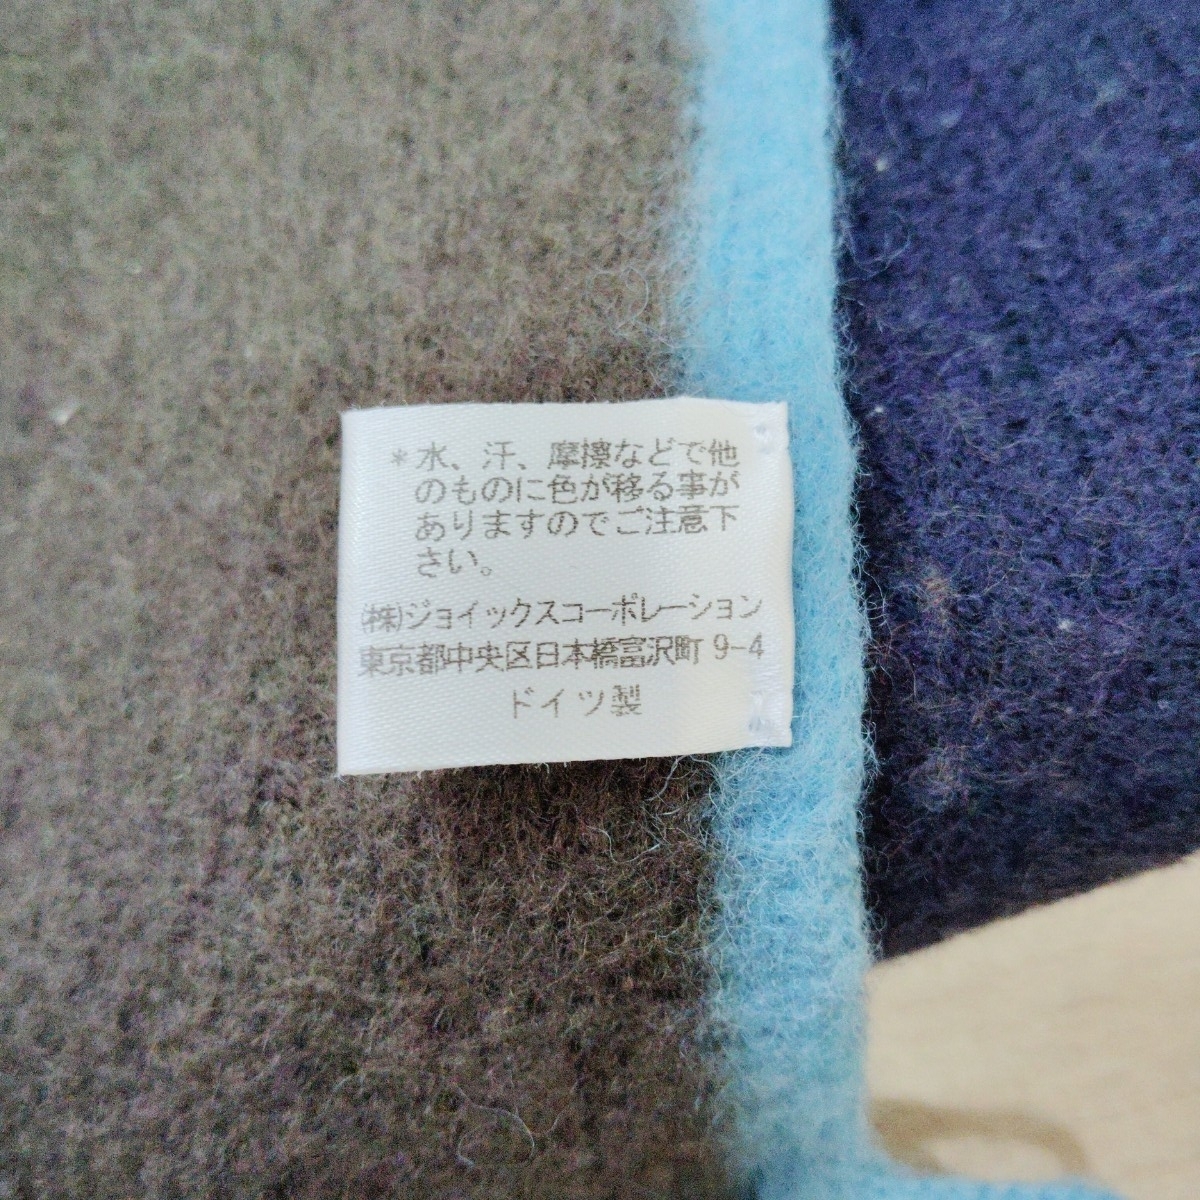 *水、汗、摩擦などで他
のものに色が移る事が
ありますのでご注意下
さい。
(株)ジョイックスコーポレーション
東京都中央区日本橋富沢町 9-4
ドイツ製